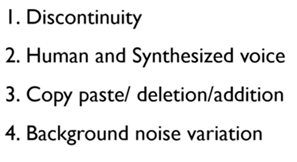 1. Discontinuity
2. Human and Synthesized voice
3. Copy paste/ deletion/addition
4. Background noise variation